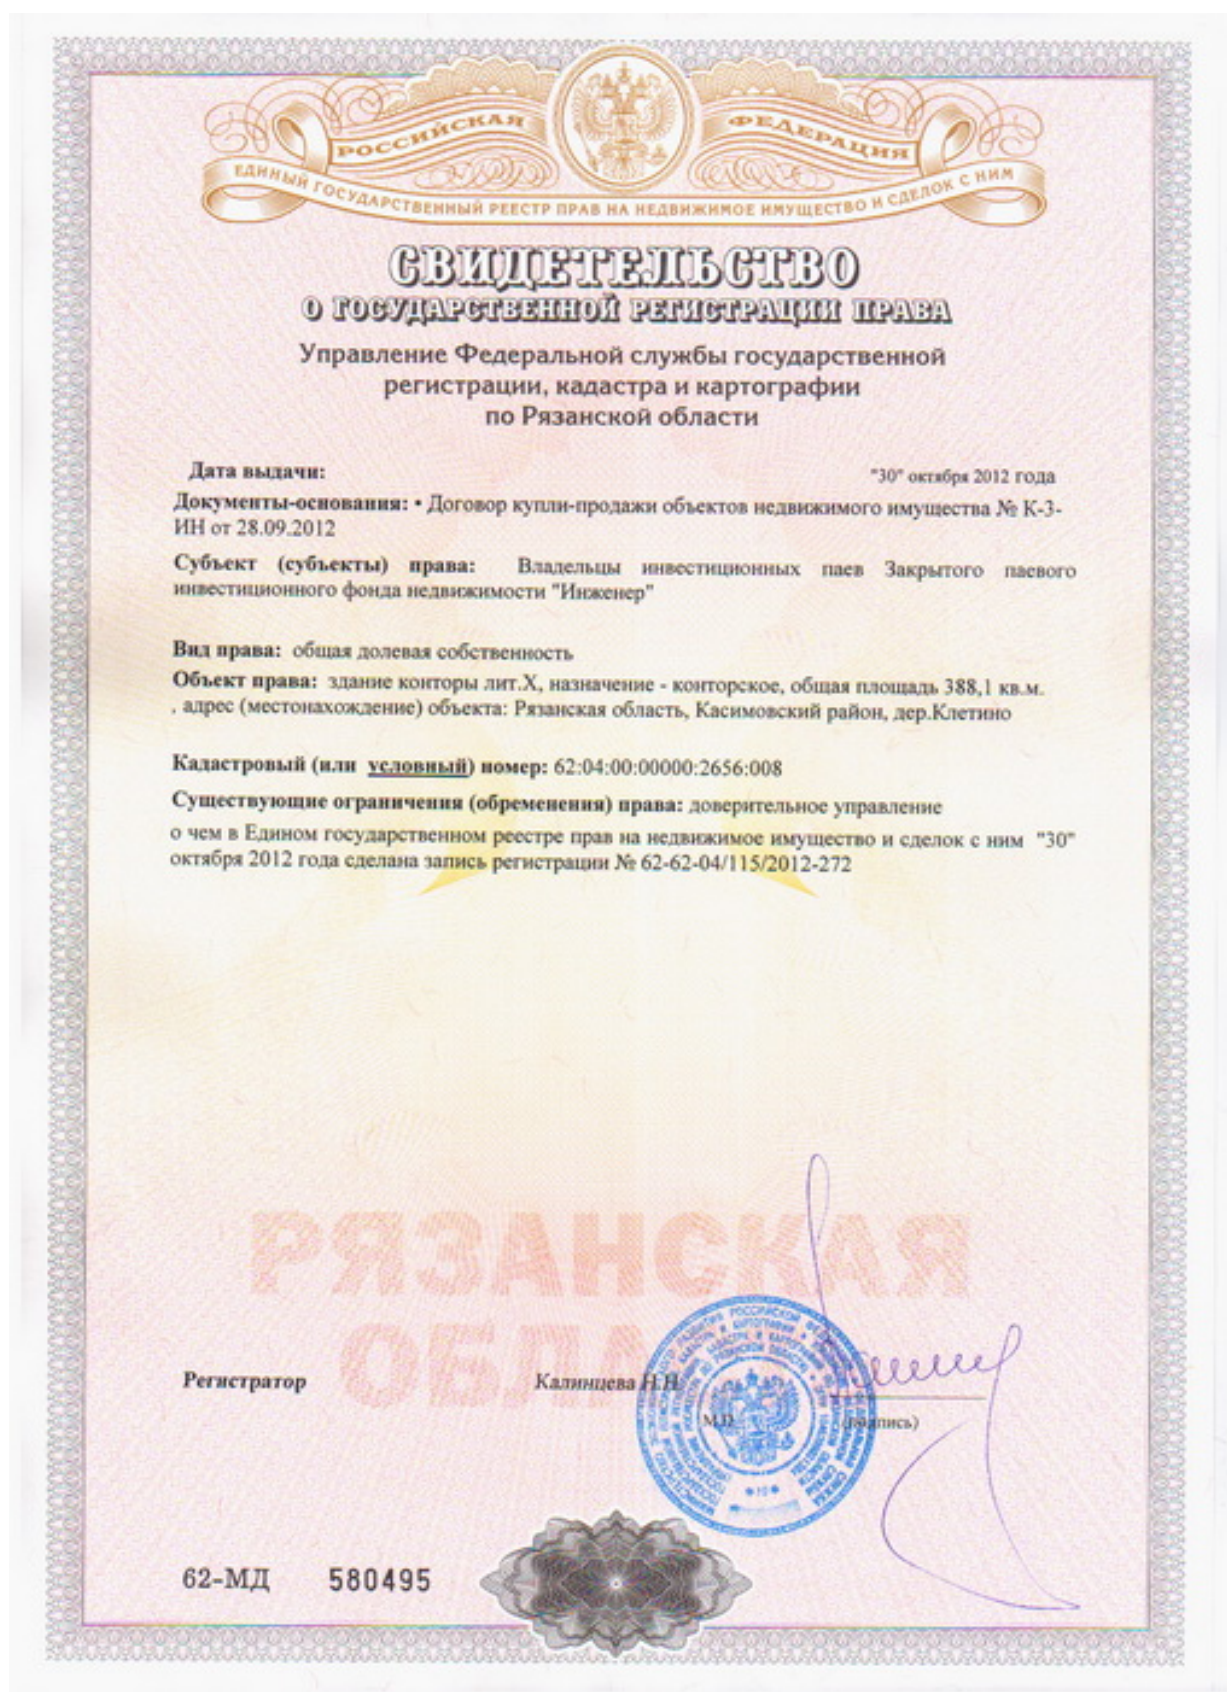 РОССИЙСКАЯ ФЕДЕРАЦИЯ
ЕДИННЫЙ ГОСУДАРСТВЕННЫЙ РЕЕСТР ПРАВ НА НЕДВИЖИМОЕ ИМУЩЕСТВО И СДЕЛОК С НИМ
СВИДЕТЕЛЬСТВО
О ГОСУДАРСТВЕННОЙ РЕГИСТРАЦИИ ПРАВА
Управление Федеральной службы государственной
регистрации, кадастра и картографии
по Рязанской области
Дата выдачи: "30" октября 2012 года
Документы-основания: • Договор купли-продажи объектов недвижимого имущества № К-3-
ИН от 28.09.2012
Субъект (субъекты) права: Владельцы инвестиционных паев Закрытого паевого
инвестиционного фонда недвижимости "Инженер"
Вид права: общая долевая собственность
Объект права: здание конторы лит.Х, назначение - конторское, общая площадь 388,1 кв.м.
, адрес (местонахождение) объекта: Рязанская область, Касимовский район, дер.Клетино
Кадастровый (или условный) номер: 62:04:00:00000:2656:008
Существующие ограничения (обременения) права: доверительное управление
о чем в Едином государственном реестре прав на недвижимое имущество и сделок с ним "30"
октября 2012 года сделана запись регистрации № 62-62-04/115/2012-272
РЯЗАНСКАЯ
Регистратор Калинцева Н.Н.
(подпись)
62-МД 580495